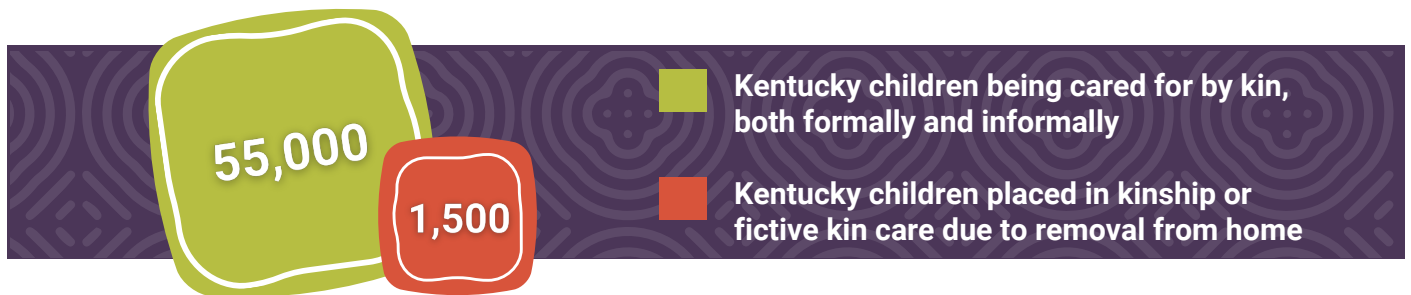 55,000
1,500
Kentucky children being cared for by kin,
both formally and informally
Kentucky children placed in kinship or
fictive kin care due to removal from home